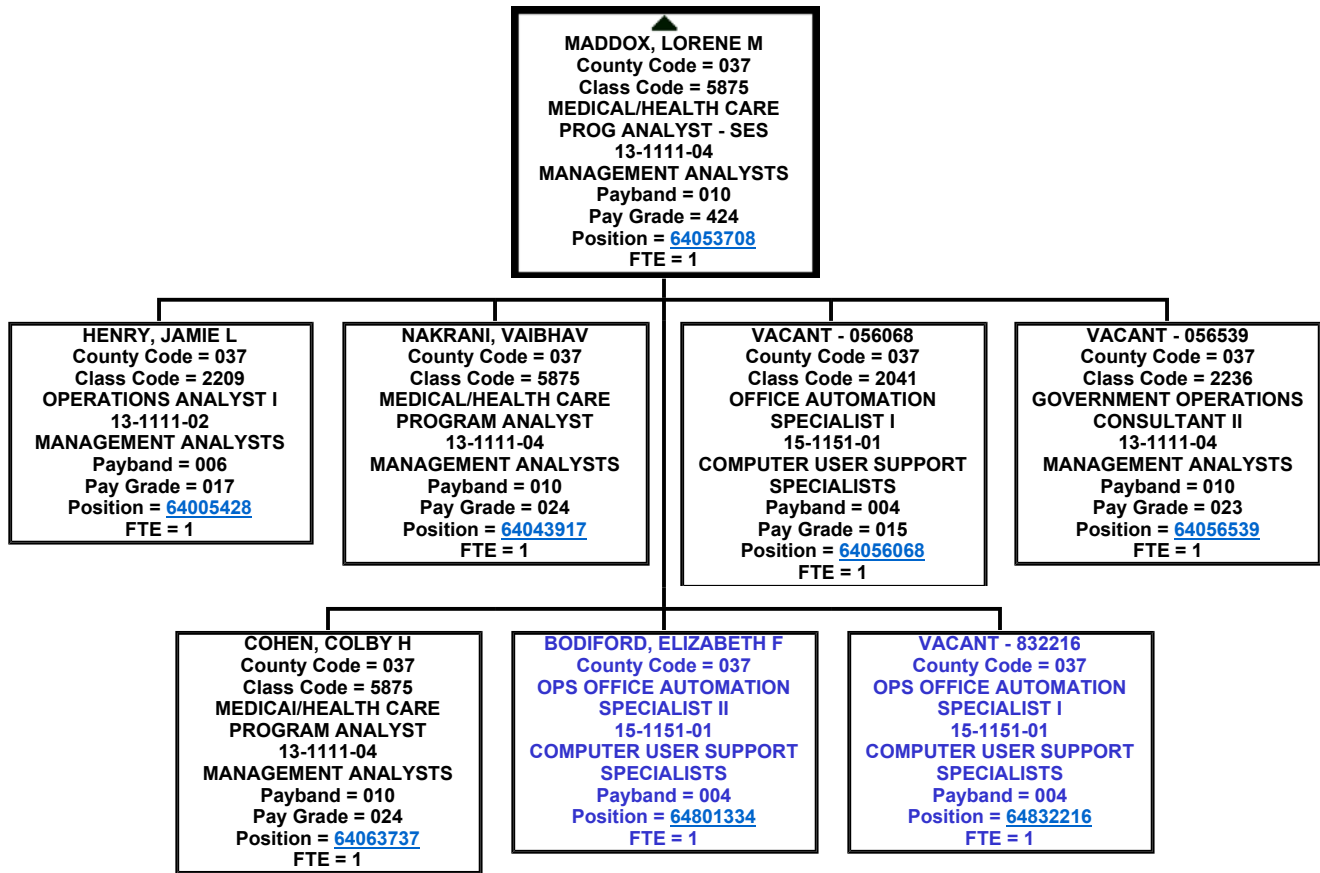 MADDOX, LORENE M
County Code = 037
Class Code = 5875
MEDICAL/HEALTH CARE
PROG ANALYST - SES
13-1111-04
MANAGEMENT ANALYSTS
Payband = 010
Pay Grade = 424
Position = 64053708
FTE = 1
HENRY, JAMIE L
County Code = 037
Class Code = 2209
OPERATIONS ANALYST I
13-1111-02
MANAGEMENT ANALYSTS
Payband = 006
Pay Grade = 017
Position = 64005428
FTE = 1
NAKRANI, VAIBHAV
County Code = 037
Class Code = 5875
MEDICAL/HEALTH CARE
PROGRAM ANALYST
13-1111-04
MANAGEMENT ANALYSTS
Payband = 010
Pay Grade = 024
Position = 64043917
FTE = 1
VACANT - 056068
County Code = 037
Class Code = 2041
OFFICE AUTOMATION
SPECIALIST I
15-1151-01
COMPUTER USER SUPPORT
SPECIALISTS
Payband = 004
Pay Grade = 015
Position = 64056068
FTE = 1
VACANT - 056539
County Code = 037
Class Code = 2236
GOVERNMENT OPERATIONS
CONSULTANT II
13-1111-04
MANAGEMENT ANALYSTS
Payband = 010
Pay Grade = 023
Position = 64056539
FTE = 1
COHEN, COLBY H
County Code = 037
Class Code = 5875
MEDICAl/HEALTH CARE
PROGRAM ANALYST
13-1111-04
MANAGEMENT ANALYSTS
Payband = 010
Pay Grade = 024
Position = 64063737
FTE = 1
BODIFORD, ELIZABETH F
County Code = 037
OPS OFFICE AUTOMATION
SPECIALIST II
15-1151-01
COMPUTER USER SUPPORT
SPECIALISTS
Payband = 004
Position = 64801334
FTE = 1
VACANT - 832216
County Code = 037
OPS OFFICE AUTOMATION
SPECIALIST I
15-1151-01
COMPUTER USER SUPPORT
SPECIALISTS
Payband = 004
Position = 64832216
FTE = 1